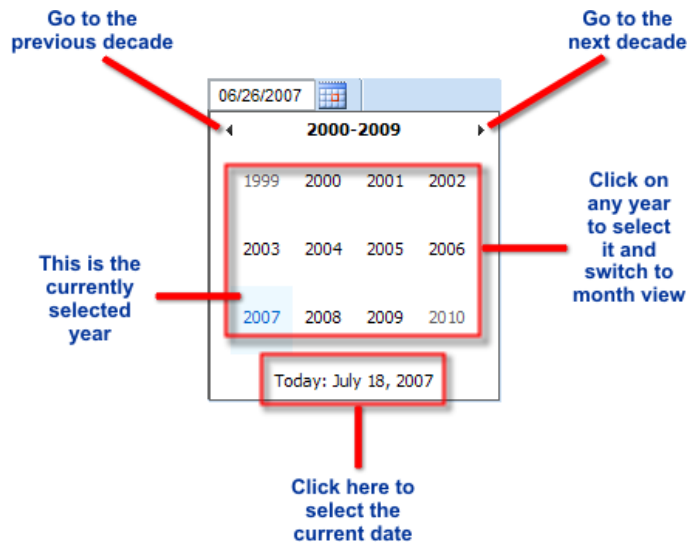 Go to the
previous decade
Go to the
next decade
06/26/2007
2000-2009
1999 2000 2001 2002
2003 2004 2005 2006
2007 2008 2009 2010
Today: July 18, 2007
This is the
currently
selected
year
Click on
any year
to select
it and
switch to
month view
Click here to
select the
current date